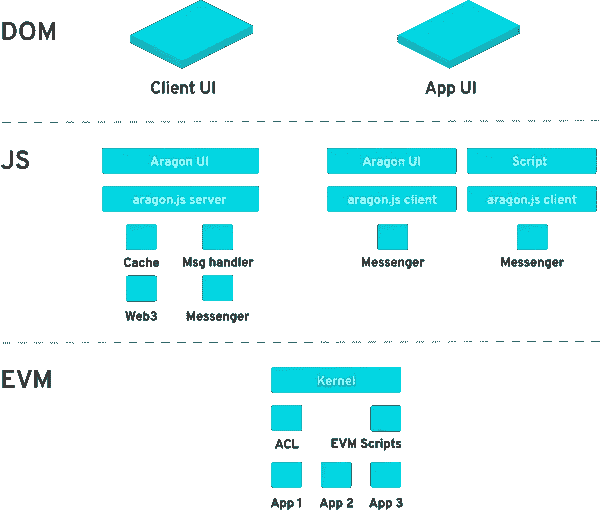 DOM
Client UI
App UI
JS
Aragon UI
Aragon UI
Script
aragon.js server
aragon.js client
aragon.js client
Cache
Msg handler
Messenger
Messenger
Web3
Messenger
EVM
Kernel
ACL
EVM Scripts
App 1
App 2
App 3